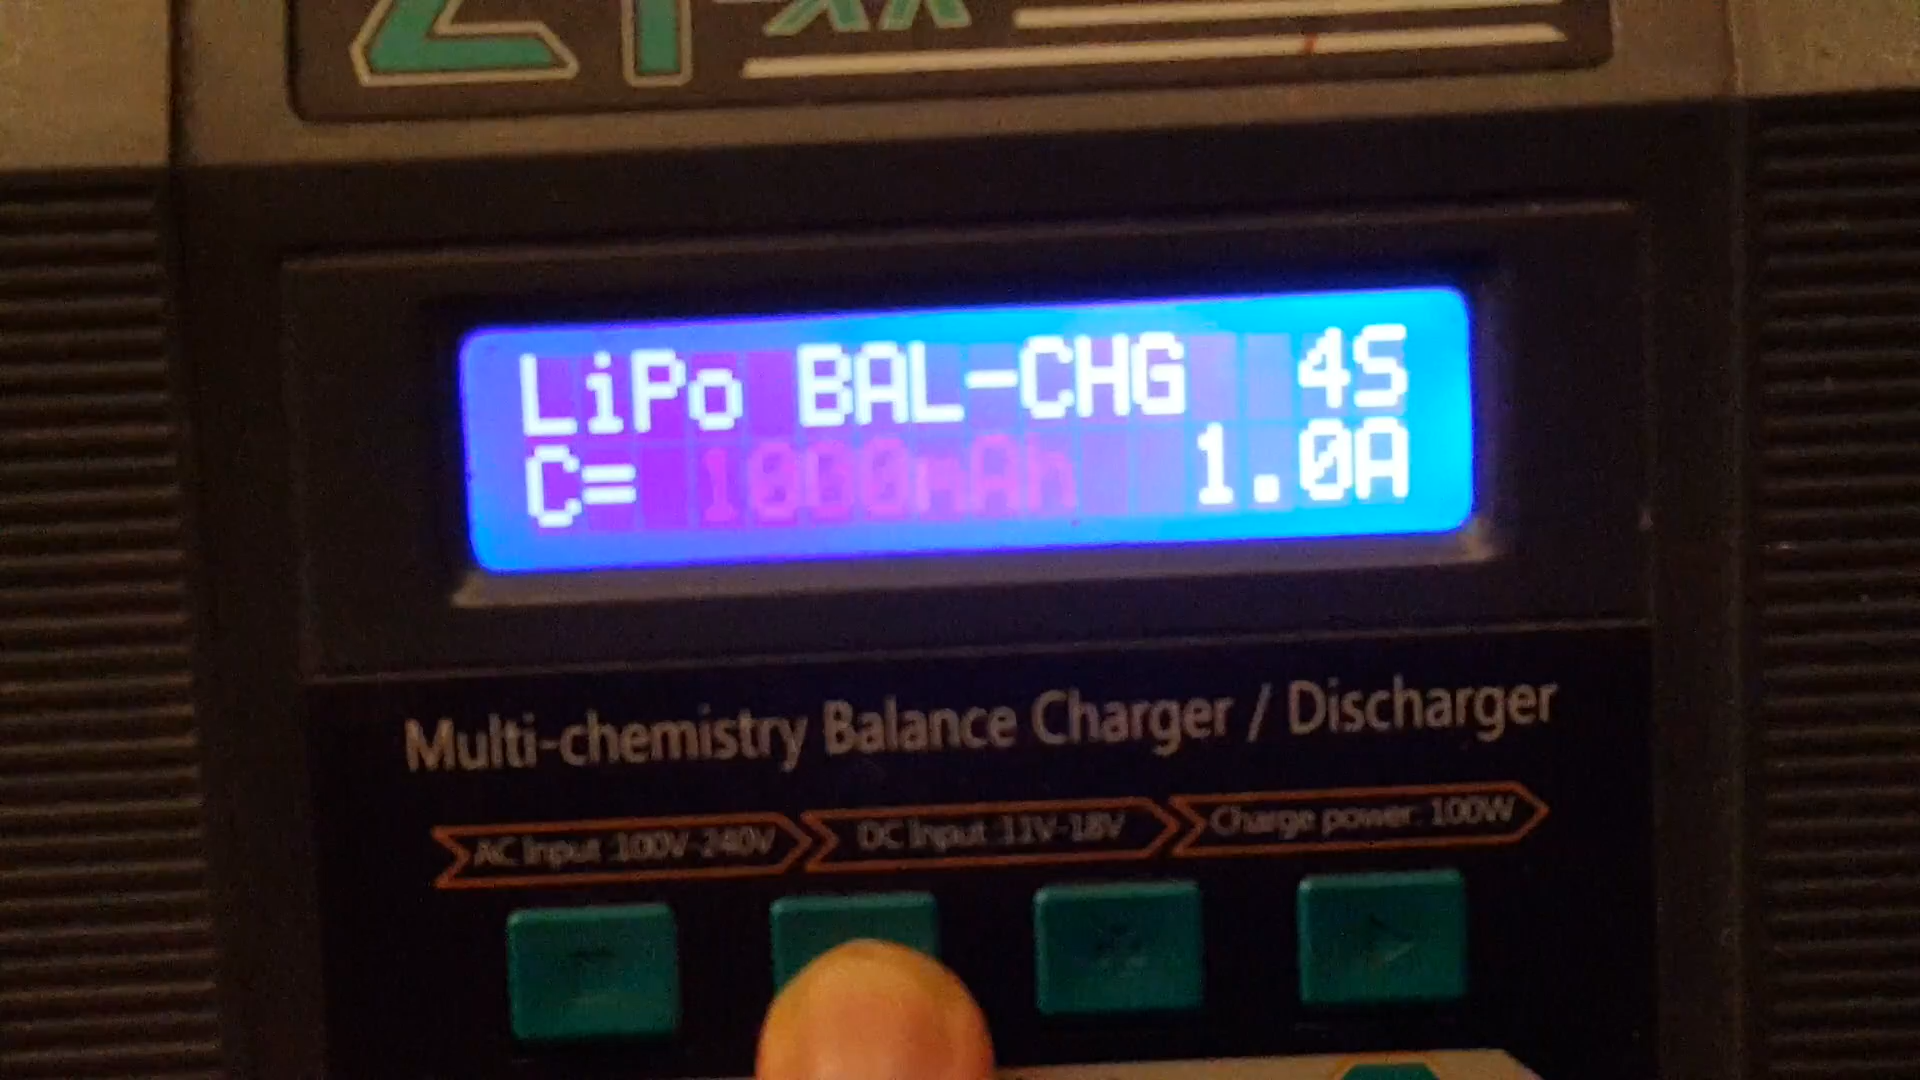 LiPo BAL-CHG 4S
C= 1000mAh 1.0A
Multi-chemistry Balance Charger / Discharger
AC Input :100V-240V DC Input :11V-18V Charge power: 100W